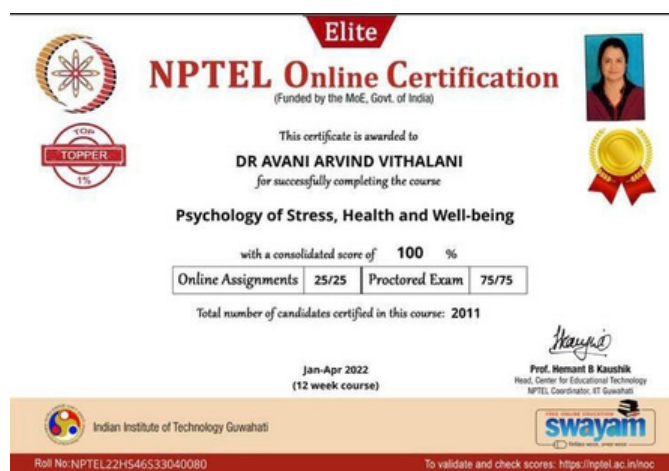 Elite
NPTEL Online Certification
(Funded by the MoE, Govt. of India)
TOP
TOPPER
1%
This certificate is awarded to
DR AVANI ARVIND VITHALANI
for successfully completing the course
Psychology of Stress, Health and Well-being
with a consolidated score of 100 %
Online Assignments 25/25 Proctored Exam 75/75
Total number of candidates certified in this course: 2011
Jan-Apr 2022
(12 week course)
Prof. Hemant B Kaushik
Head, Center for Educational Technology
NPTEL Coordinator, IIT Guwahati
Indian Institute of Technology Guwahati
FREE ONLINE EDUCATION
swayam
Roll No:NPTEL22HS46S33040080
To validate and check scores: https://nptel.ac.in/noc